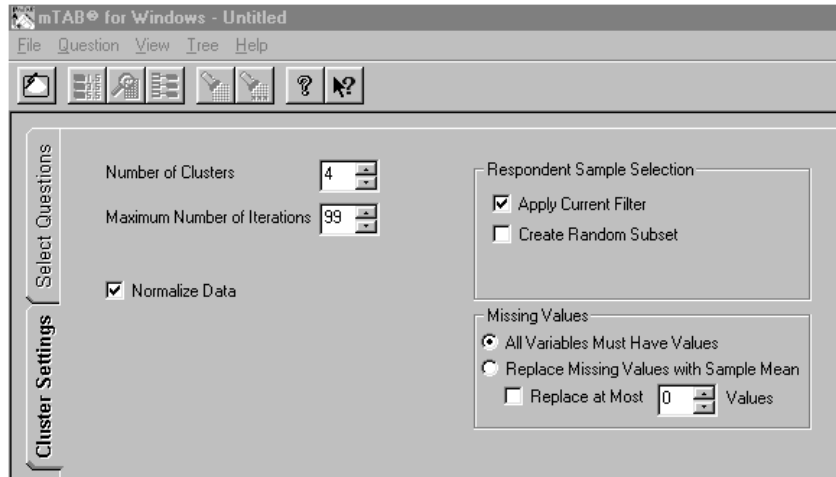 mTAB® for Windows - Untitled
File Question View Tree Help
Select Questions
Cluster Settings
Number of Clusters 4
Maximum Number of Iterations 99
Normalize Data
Respondent Sample Selection
Apply Current Filter
Create Random Subset
Missing Values
All Variables Must Have Values
Replace Missing Values with Sample Mean
Replace at Most 0 Values